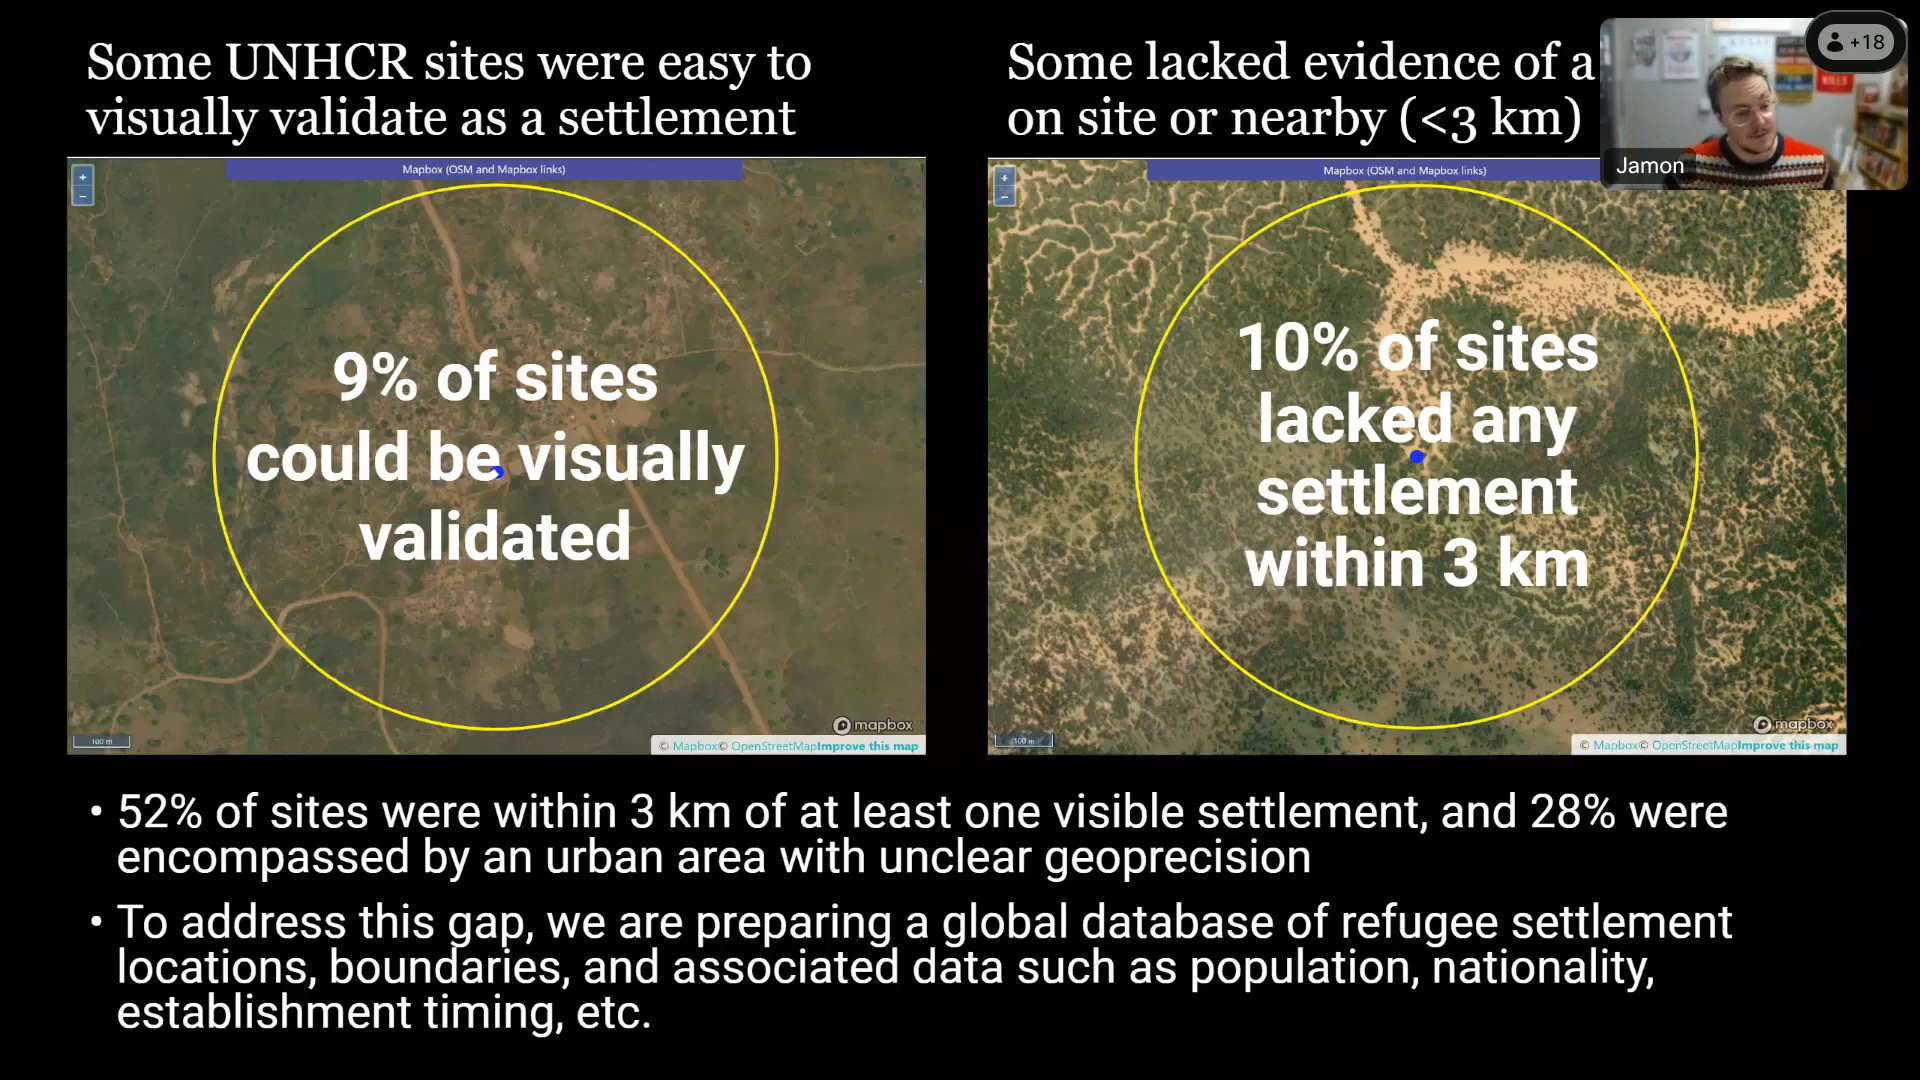 Some UNHCR sites were easy to
visually validate as a settlement
Some lacked evidence of a
on site or nearby (<3 km)
+18
Jamon
Mapbox (OSM and Mapbox links)
+
−
9% of sites
could be visually
validated
100 m
mapbox
© Mapbox© OpenStreetMapImprove this map
Mapbox (OSM and Mapbox links)
+
−
10% of sites
lacked any
settlement
within 3 km
100 m
mapbox
© Mapbox© OpenStreetMapImprove this map
• 52% of sites were within 3 km of at least one visible settlement, and 28% were
encompassed by an urban area with unclear geoprecision
• To address this gap, we are preparing a global database of refugee settlement
locations, boundaries, and associated data such as population, nationality,
establishment timing, etc.